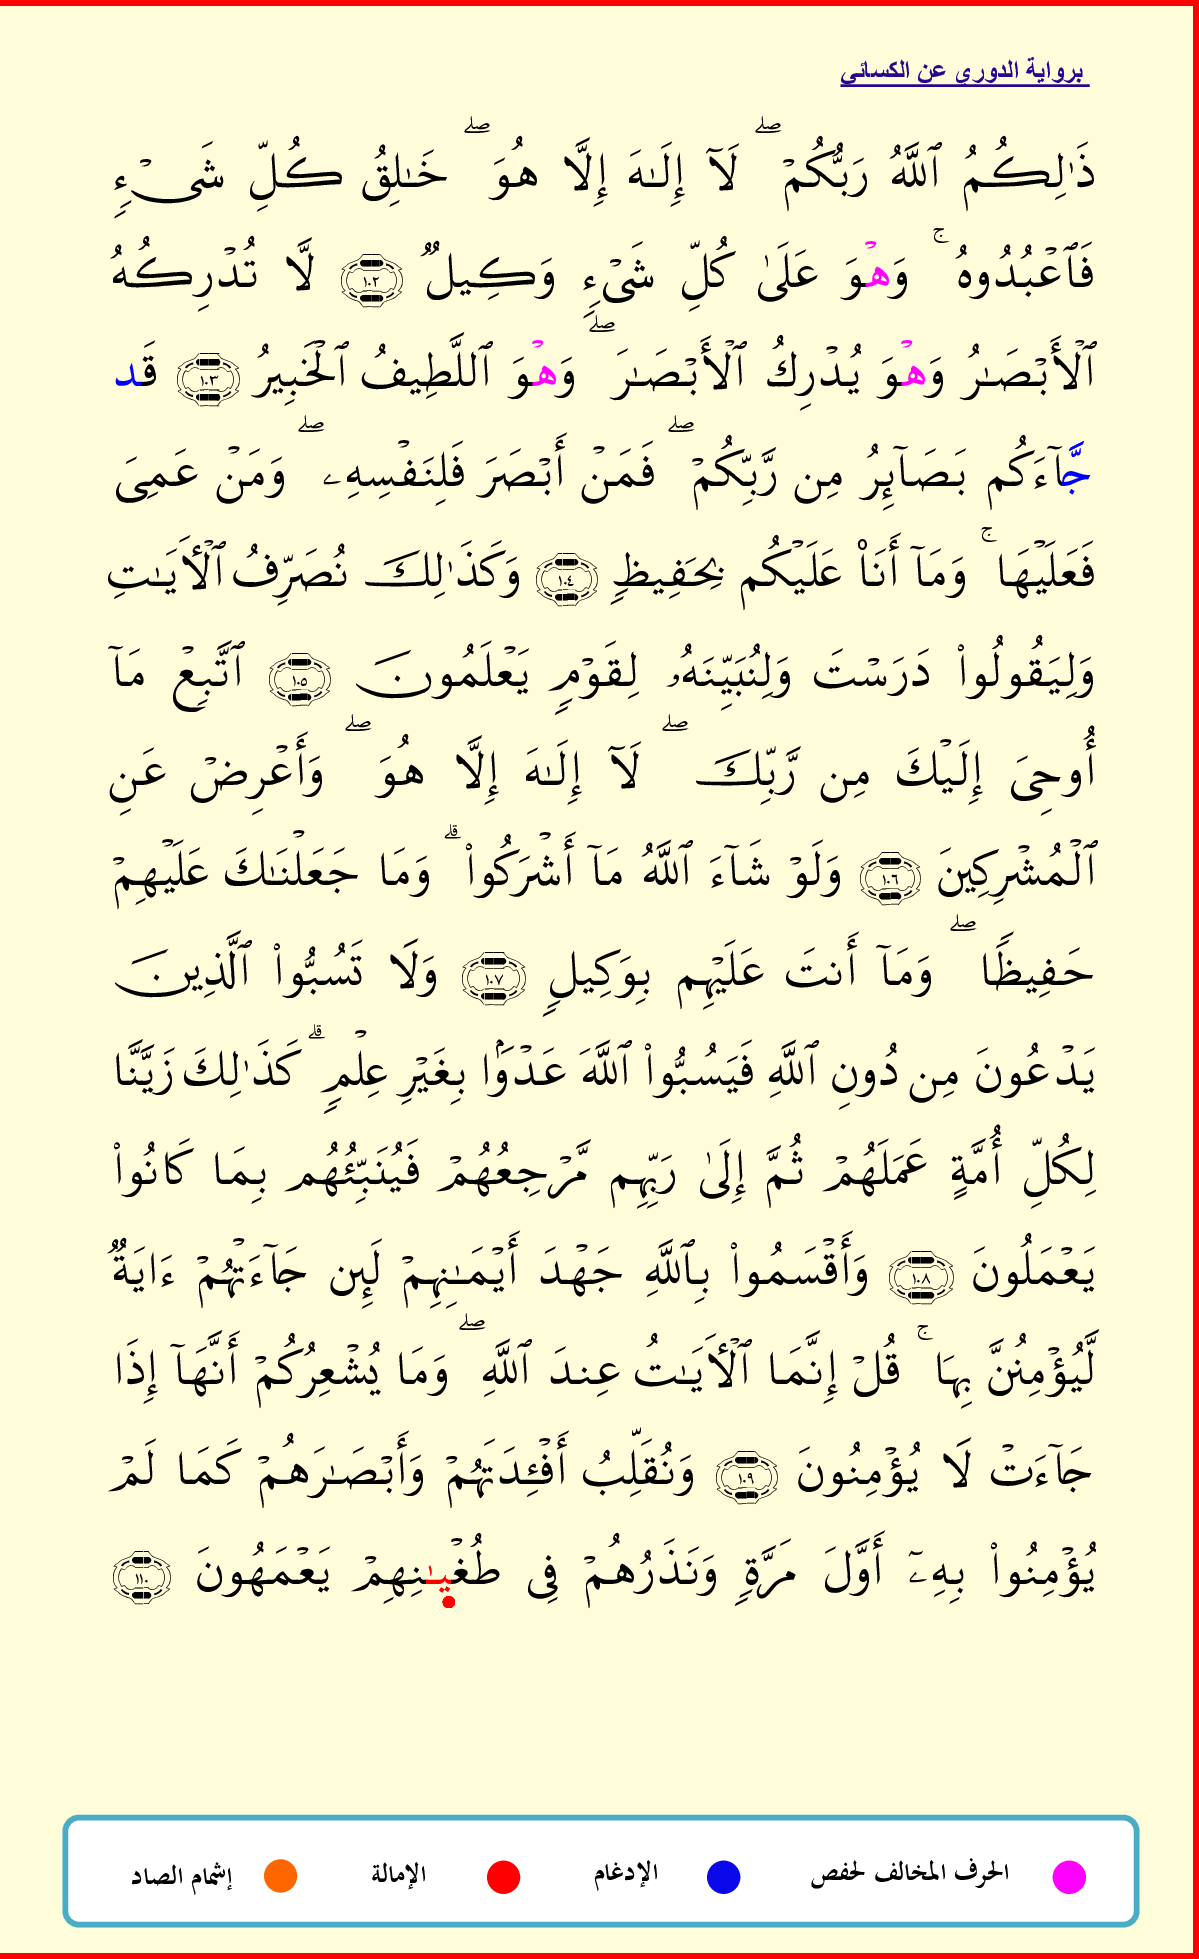 برواية الدوري عن الكسائي
ذَٰلِكُمُ ٱللَّهُ رَبُّكُمْ ۖ لَآ إِلَٰهَ إِلَّا هُوَ ۖ خَٰلِقُ كُلِّ شَىْءٍ
فَٱعْبُدُوهُ ۚ وَهْوَ عَلَىٰ كُلِّ شَىْءٍ وَكِيلٌ ١٠٢ لَّا تُدْرِكُهُ
ٱلْأَبْصَٰرُ وَهْوَ يُدْرِكُ ٱلْأَبْصَٰرَ ۖ وَهْوَ ٱللَّطِيفُ ٱلْخَبِيرُ ١٠٣ قَد
جَّآءَكُم بَصَآئِرُ مِن رَّبِّكُمْ ۖ فَمَنْ أَبْصَرَ فَلِنَفْسِهِۦ ۖ وَمَنْ عَمِىَ
فَعَلَيْهَا ۚ وَمَآ أَنَا۠ عَلَيْكُم بِحَفِيظٍ ١٠٤ وَكَذَٰلِكَ نُصَرِّفُ ٱلْأَيَٰتِ
وَلِيَقُولُوا۟ دَرَسْتَ وَلِنُبَيِّنَهُۥ لِقَوْمٍ يَعْلَمُونَ ١٠٥ ٱتَّبِعْ مَآ
أُوحِىَ إِلَيْكَ مِن رَّبِّكَ ۖ لَآ إِلَٰهَ إِلَّا هُوَ ۖ وَأَعْرِضْ عَنِ
ٱلْمُشْرِكِينَ ١٠٦ وَلَوْ شَآءَ ٱللَّهُ مَآ أَشْرَكُوا۟ ۗ وَمَا جَعَلْنَٰكَ عَلَيْهِمْ
حَفِيظًا ۖ وَمَآ أَنتَ عَلَيْهِم بِوَكِيلٍ ١٠٧ وَلَا تَسُبُّوا۟ ٱلَّذِينَ
يَدْعُونَ مِن دُونِ ٱللَّهِ فَيَسُبُّوا۟ ٱللَّهَ عَدْوًۢا بِغَيْرِ عِلْمٍ ۗ كَذَٰلِكَ زَيَّنَّا
لِكُلِّ أُمَّةٍ عَمَلَهُمْ ثُمَّ إِلَىٰ رَبِّهِم مَّرْجِعُهُمْ فَيُنَبِّئُهُم بِمَا كَانُوا۟
يَعْمَلُونَ ١٠٨ وَأَقْسَمُوا۟ بِٱللَّهِ جَهْدَ أَيْمَٰنِهِمْ لَئِن جَآءَتْهُمْ ءَايَةٌ
لَّيُؤْمِنُنَّ بِهَا ۚ قُلْ إِنَّمَا ٱلْأَيَٰتُ عِندَ ٱللَّهِ ۖ وَمَا يُشْعِرُكُمْ أَنَّهَآ إِذَا
جَآءَتْ لَا يُؤْمِنُونَ ١٠٩ وَنُقَلِّبُ أَفْـِٔدَتَهُمْ وَأَبْصَٰرَهُمْ كَمَا لَمْ
يُؤْمِنُوا۟ بِهِۦٓ أَوَّلَ مَرَّةٍ وَنَذَرُهُمْ فِى طُغْيَٰنِهِمْ يَعْمَهُونَ ١١٠
الحرف المخالف لحفص الإدغام الإمالة إشمام الصاد